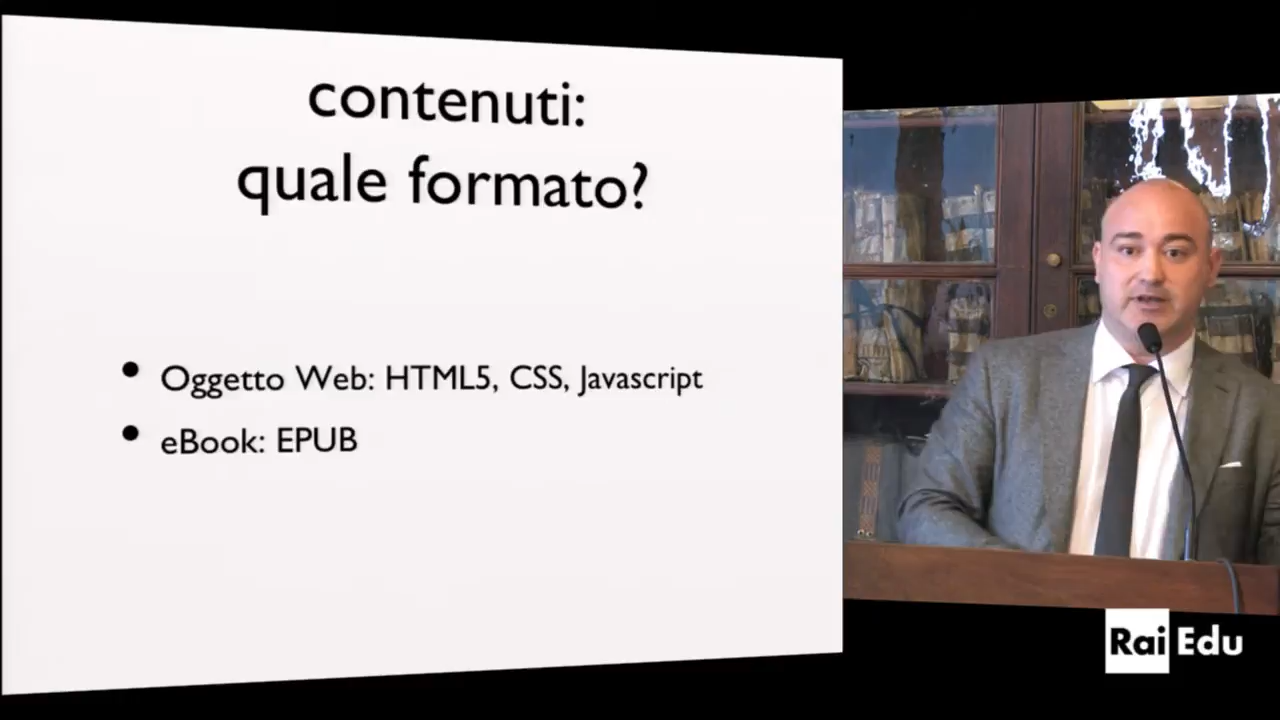 contenuti:
quale formato?
• Oggetto Web: HTML5, CSS, Javascript
• eBook: EPUB
Rai Edu